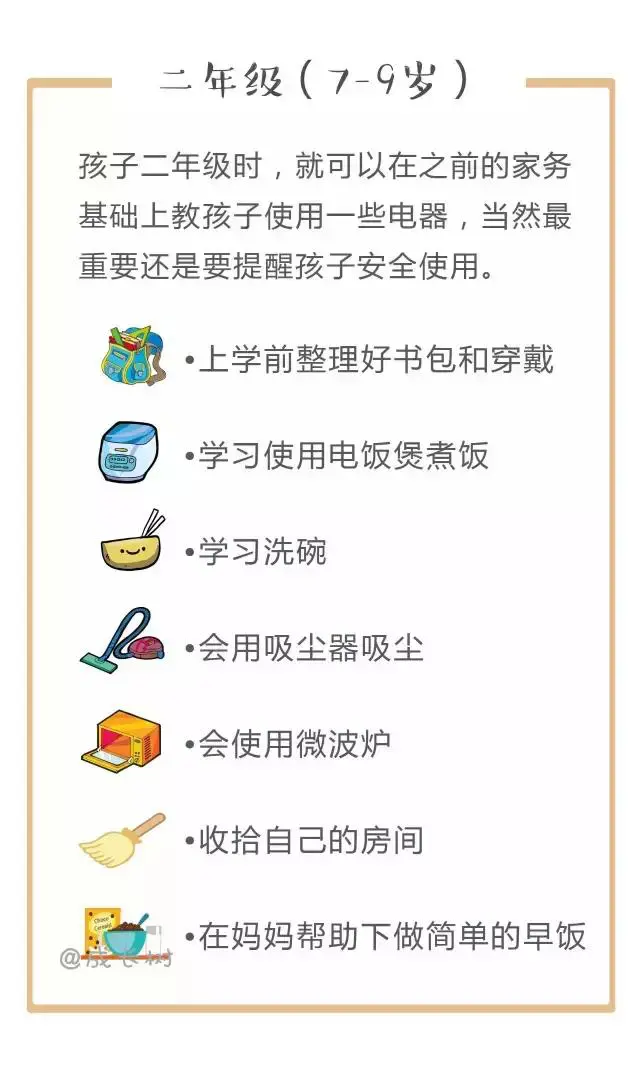 二年级（7-9岁）
孩子二年级时，就可以在之前的家务
基础上教孩子使用一些电器，当然最
重要还是要提醒孩子安全使用。
•上学前整理好书包和穿戴
•学习使用电饭煲煮饭
•学习洗碗
•会用吸尘器吸尘
•会使用微波炉
•收拾自己的房间
Choco
Cereals
•在妈妈帮助下做简单的早饭
@成长树